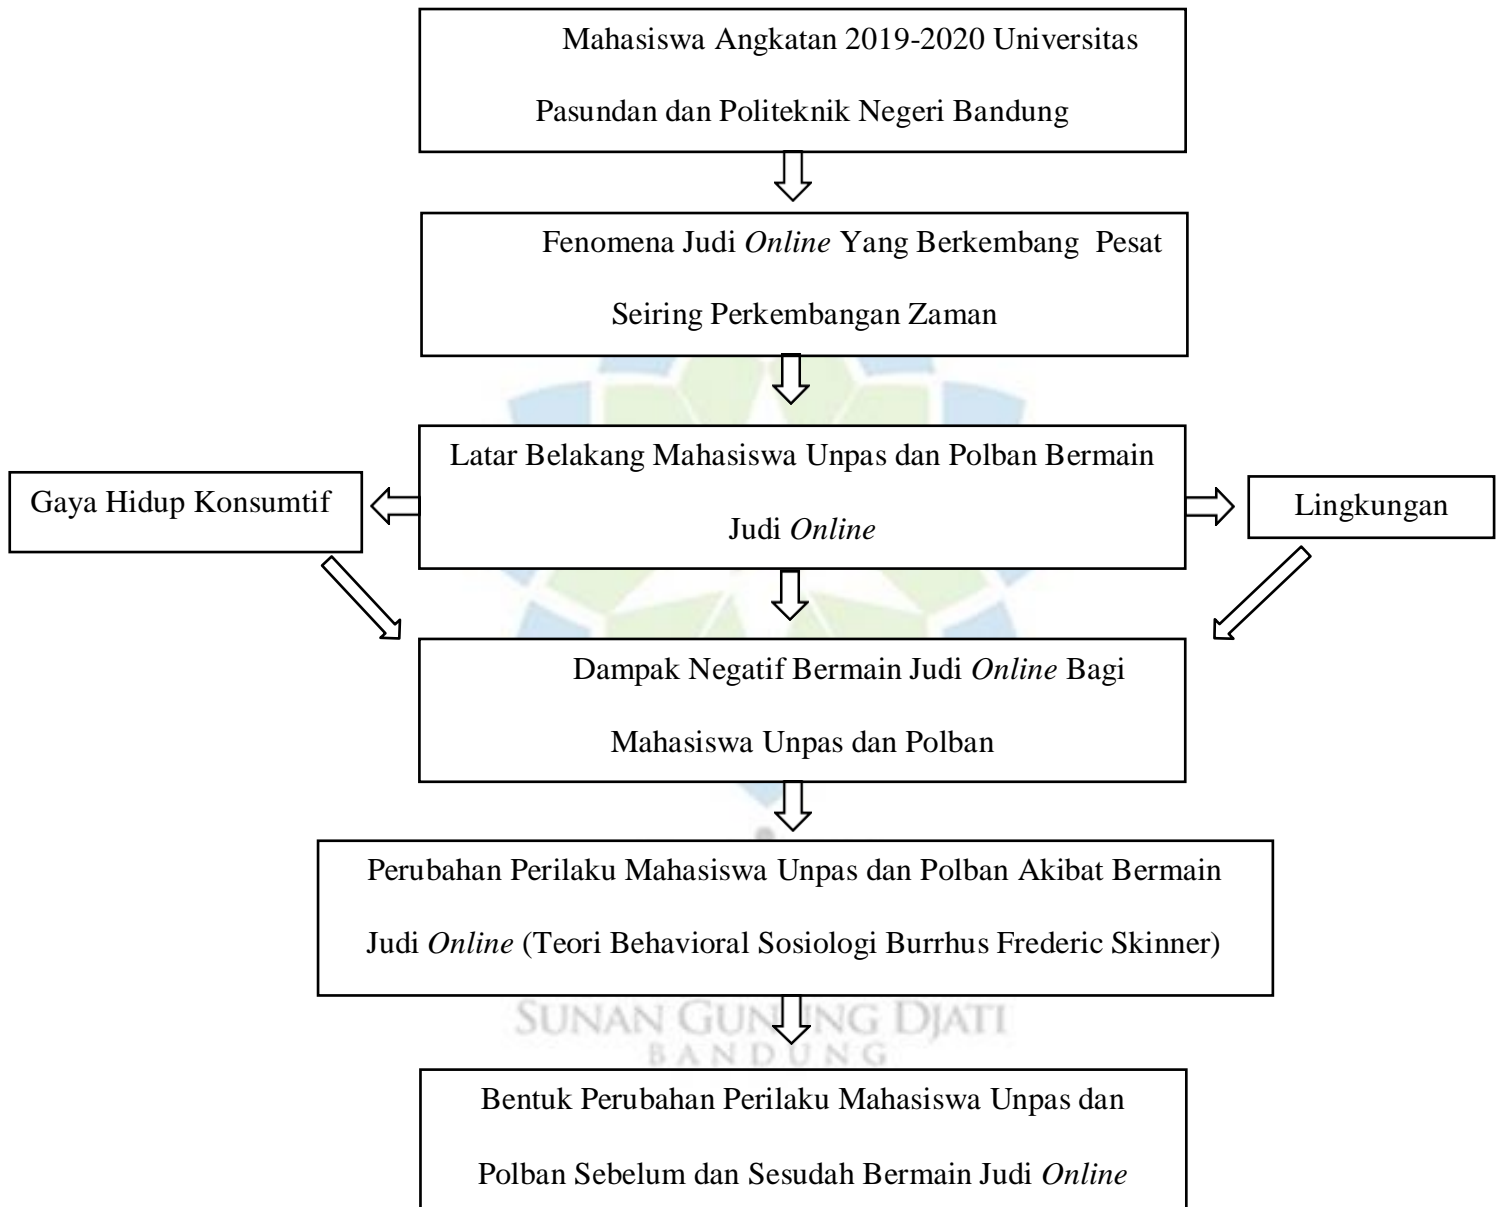 Mahasiswa Angkatan 2019-2020 Universitas
Pasundan dan Politeknik Negeri Bandung
Fenomena Judi Online Yang Berkembang  Pesat
Seiring Perkembangan Zaman
Latar Belakang Mahasiswa Unpas dan Polban Bermain
Judi Online
Gaya Hidup Konsumtif
Lingkungan
Dampak Negatif Bermain Judi Online Bagi
Mahasiswa Unpas dan Polban
Perubahan Perilaku Mahasiswa Unpas dan Polban Akibat Bermain
Judi Online (Teori Behavioral Sosiologi Burrhus Frederic Skinner)
SUNAN GUNUNG DJATI
BANDUNG
Bentuk Perubahan Perilaku Mahasiswa Unpas dan
Polban Sebelum dan Sesudah Bermain Judi Online